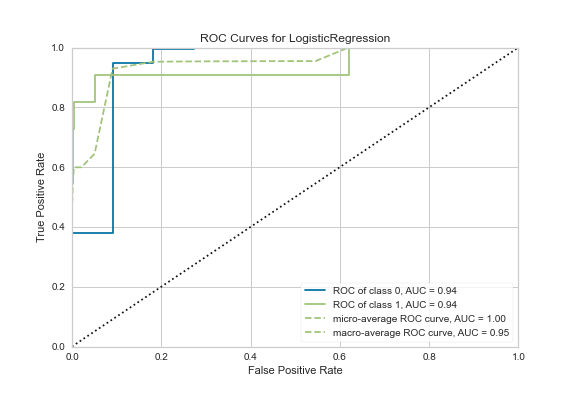 ROC Curves for LogisticRegression
1.0
0.8
0.6
0.4
0.2
0.0
True Positive Rate
ROC of class 0, AUC = 0.94
ROC of class 1, AUC = 0.94
micro-average ROC curve, AUC = 1.00
macro-average ROC curve, AUC = 0.95
0.0 0.2 0.4 0.6 0.8 1.0
False Positive Rate